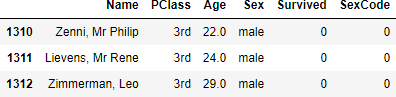 Name PClass Age Sex Survived SexCode
1310 Zenni, Mr Philip 3rd 22.0 male 0 0
1311 Lievens, Mr Rene 3rd 24.0 male 0 0
1312 Zimmerman, Leo 3rd 29.0 male 0 0